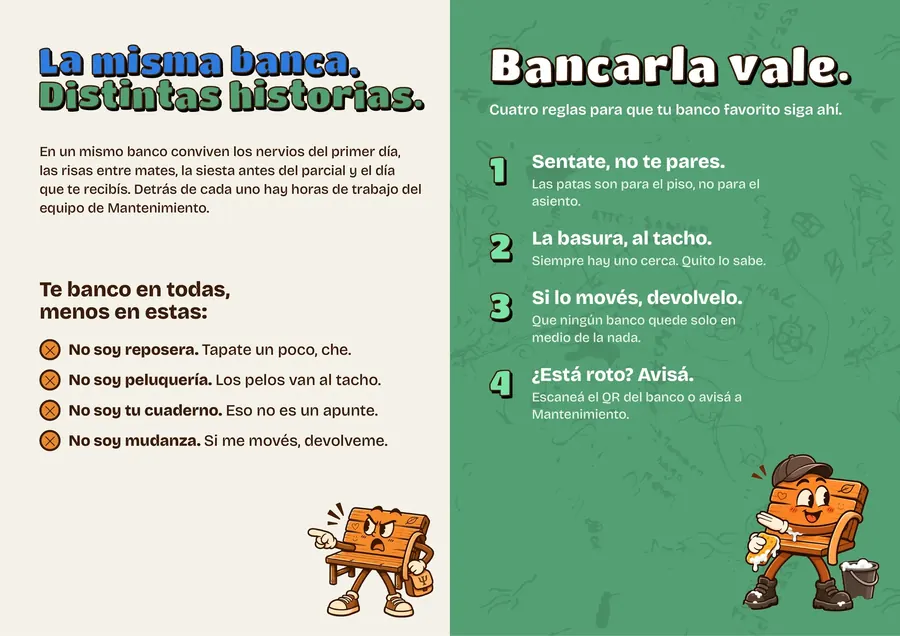 La misma banca.
Distintas historias.
En un mismo banco conviven los nervios del primer día,
las risas entre mates, la siesta antes del parcial y el día
que te recibís. Detrás de cada uno hay horas de trabajo del
equipo de Mantenimiento.
Te banco en todas,
menos en estas:
No soy reposera. Tapate un poco, che.
No soy peluquería. Los pelos van al tacho.
No soy tu cuaderno. Eso no es un apunte.
No soy mudanza. Si me movés, devolveme.
Ψ
Bancarla vale.
Cuatro reglas para que tu banco favorito siga ahí.
1 Sentate, no te pares.
Las patas son para el piso, no para el
asiento.
2 La basura, al tacho.
Siempre hay uno cerca. Quito lo sabe.
3 Si lo movés, devolvelo.
Que ningún banco quede solo en
medio de la nada.
4 ¿Está roto? Avisá.
Escaneá el QR del banco o avisá a
Mantenimiento.